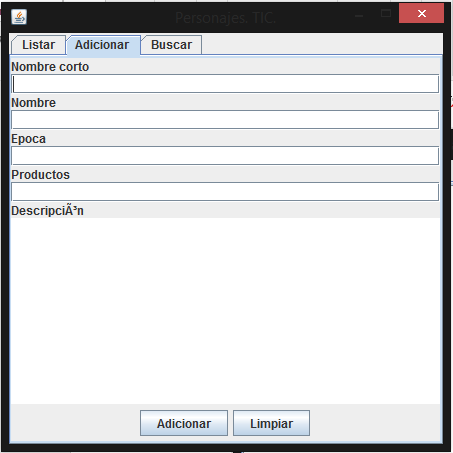 Personajes. TIC.
Listar Adicionar Buscar
Nombre corto
Nombre
Epoca
Productos
DescripciÃ³n
Adicionar Limpiar